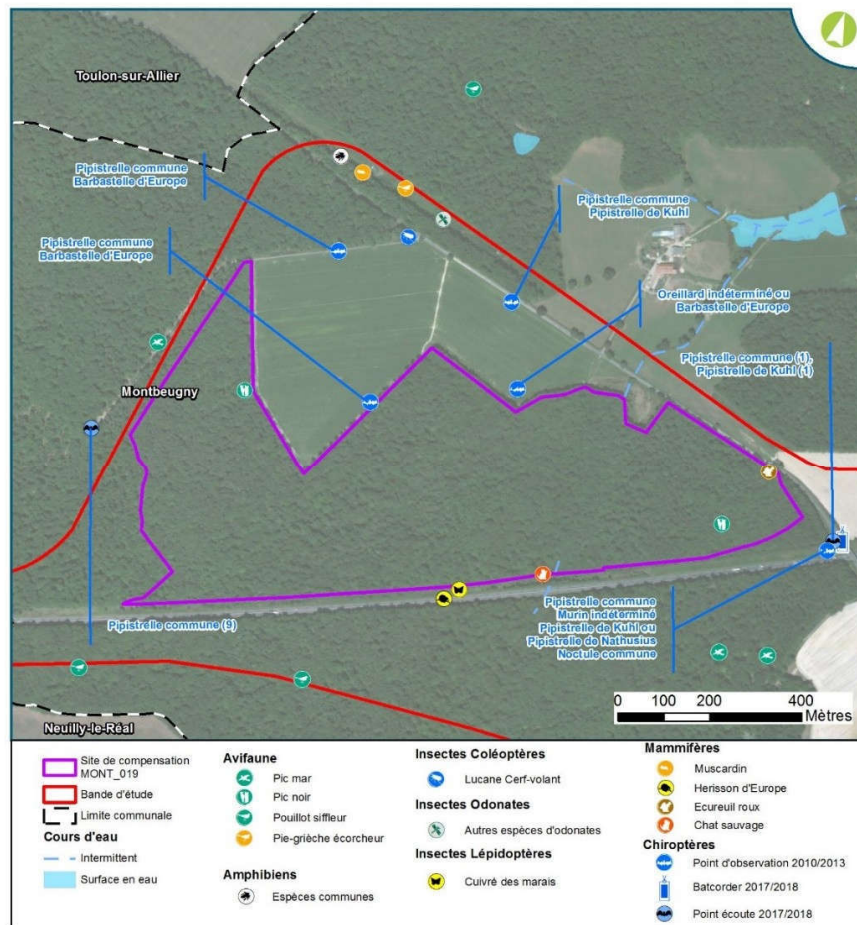 Toulon-sur-Allier
Pipistrelle commune
Barbastelle d'Europe
Pipistrelle commune
Pipistrelle de Kuhl
Pipistrelle commune
Barbastelle d'Europe
Oreillard indéterminé ou
Barbastelle d'Europe
Pipistrelle commune (1),
Pipistrelle de Kuhl (1)
Montbeugny
Pipistrelle commune (9)
Pipistrelle commune
Murin indéterminé
Pipistrelle de Kuhl ou
Pipistrelle de Nathusius
Noctule commune
0 100 200 400
Mètres
Neuilly-le-Réal
Site de compensation
MONT_019
Bande d'étude
Limite communale
Cours d'eau
Intermittent
Surface en eau
Avifaune
Pic mar
Pic noir
Pouillot siffleur
Pie-grièche écorcheur
Amphibiens
Espèces communes
Insectes Coléoptères
Lucane Cerf-volant
Insectes Odonates
Autres espèces d'odonates
Insectes Lépidoptères
Cuivré des marais
Mammifères
Muscardin
Herisson d'Europe
Ecureuil roux
Chat sauvage
Chiroptères
Point d'observation 2010/2013
Batcorder 2017/2018
Point écoute 2017/2018